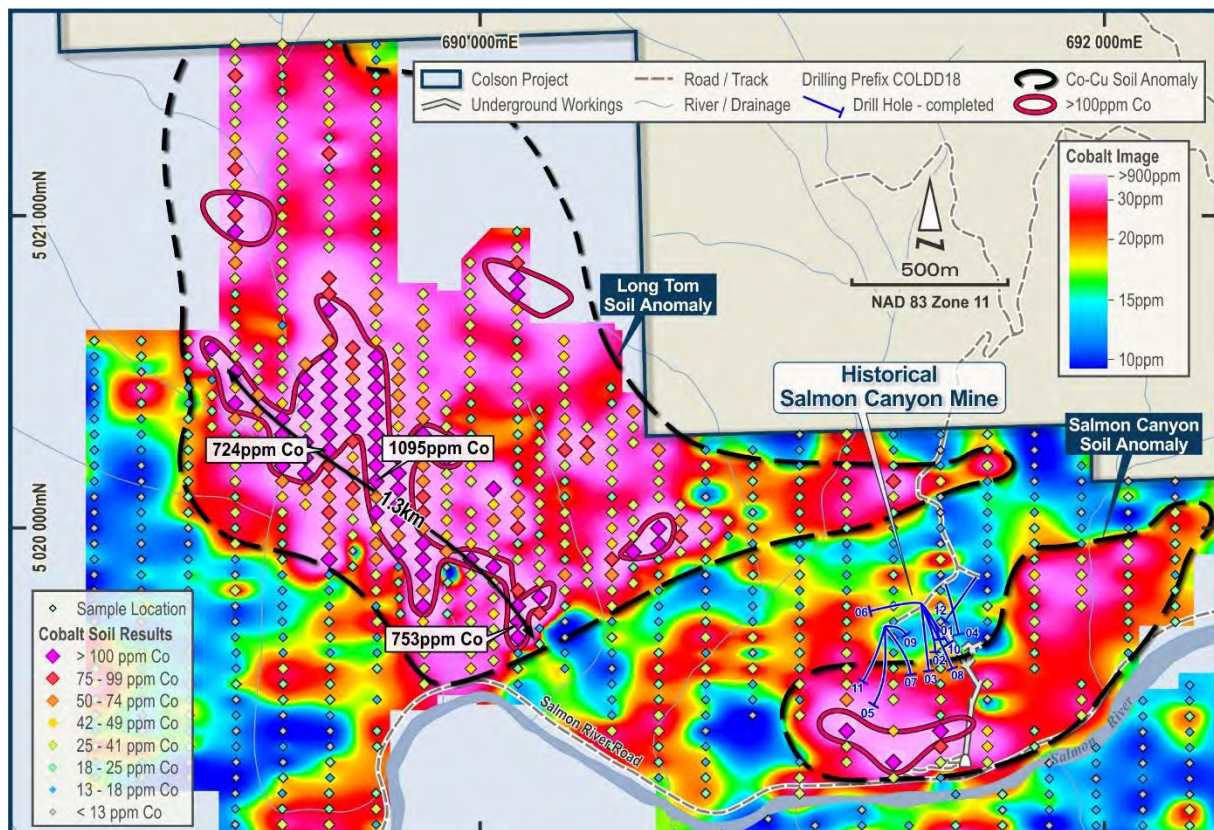 690 000mE
692 000mE
Colson Project
Road / Track
Drilling Prefix COLDD18
Co-Cu Soil Anomaly
Underground Workings
River / Drainage
Drill Hole - completed
>100ppm Co
Cobalt Image
>900ppm
30ppm
20ppm
15ppm
10ppm
5 021 000mN
N
500m
NAD 83 Zone 11
Long Tom
Soil Anomaly
Historical
Salmon Canyon Mine
Salmon Canyon
Soil Anomaly
724ppm Co
1095ppm Co
1.3km
5 020 000mN
753ppm Co
06
12
01
04
09
10
02
11
07
03
08
05
Sample Location
Cobalt Soil Results
> 100 ppm Co
75 - 99 ppm Co
50 - 74 ppm Co
42 - 49 ppm Co
25 - 41 ppm Co
18 - 25 ppm Co
13 - 18 ppm Co
< 13 ppm Co
Salmon River Road
Salmon River